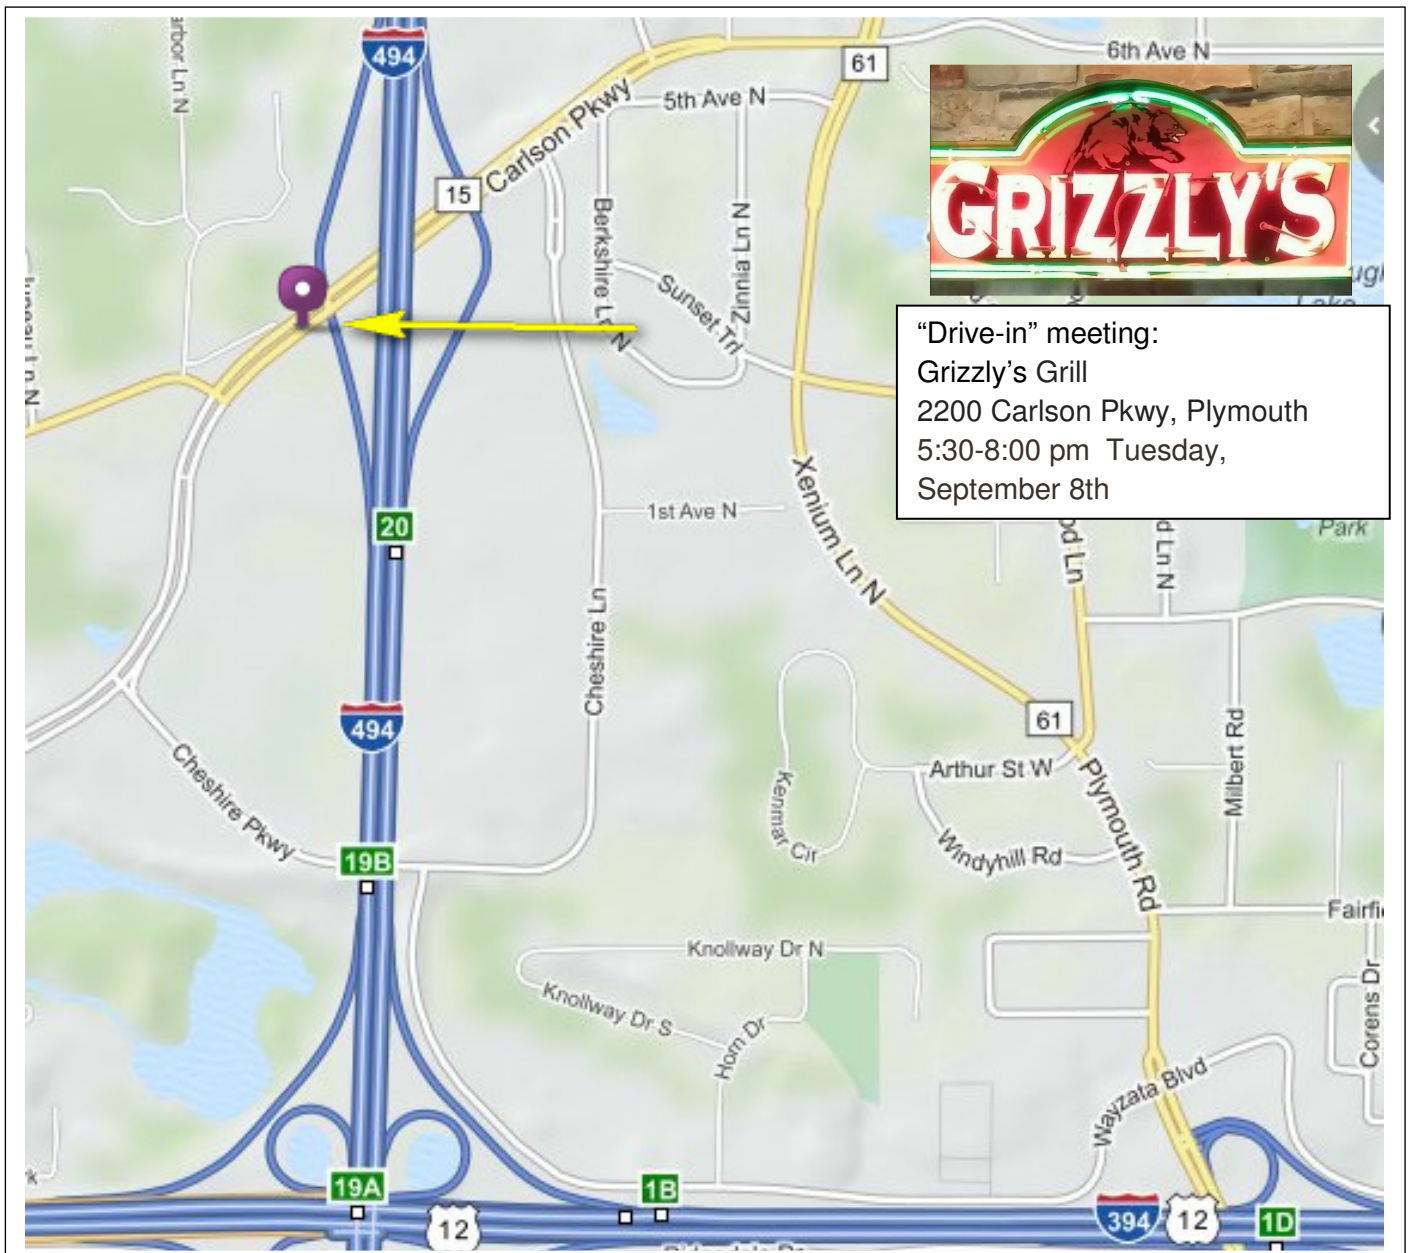 494
61
6th Ave N
5th Ave N
Carlson Pkwy
15
GRIZZLY'S
Berkshire Ln N
Zinnia Ln N
Sunset Trl
Lake
“Drive-in” meeting:
Grizzly’s Grill
2200 Carlson Pkwy, Plymouth
5:30-8:00 pm  Tuesday,
September 8th
Xenium Ln N
20
1st Ave N
Park
Ln N
Cheshire Ln
494
61
Arthur St W
Milbert Rd
Plymouth Rd
Kenmar Cir
Windyhill Rd
Cheshire Pkwy
19B
Knollway Dr N
Knollway Dr S
Horn Dr
Corens Dr
Wayzata Blvd
19A
12
1B
394
12
1D